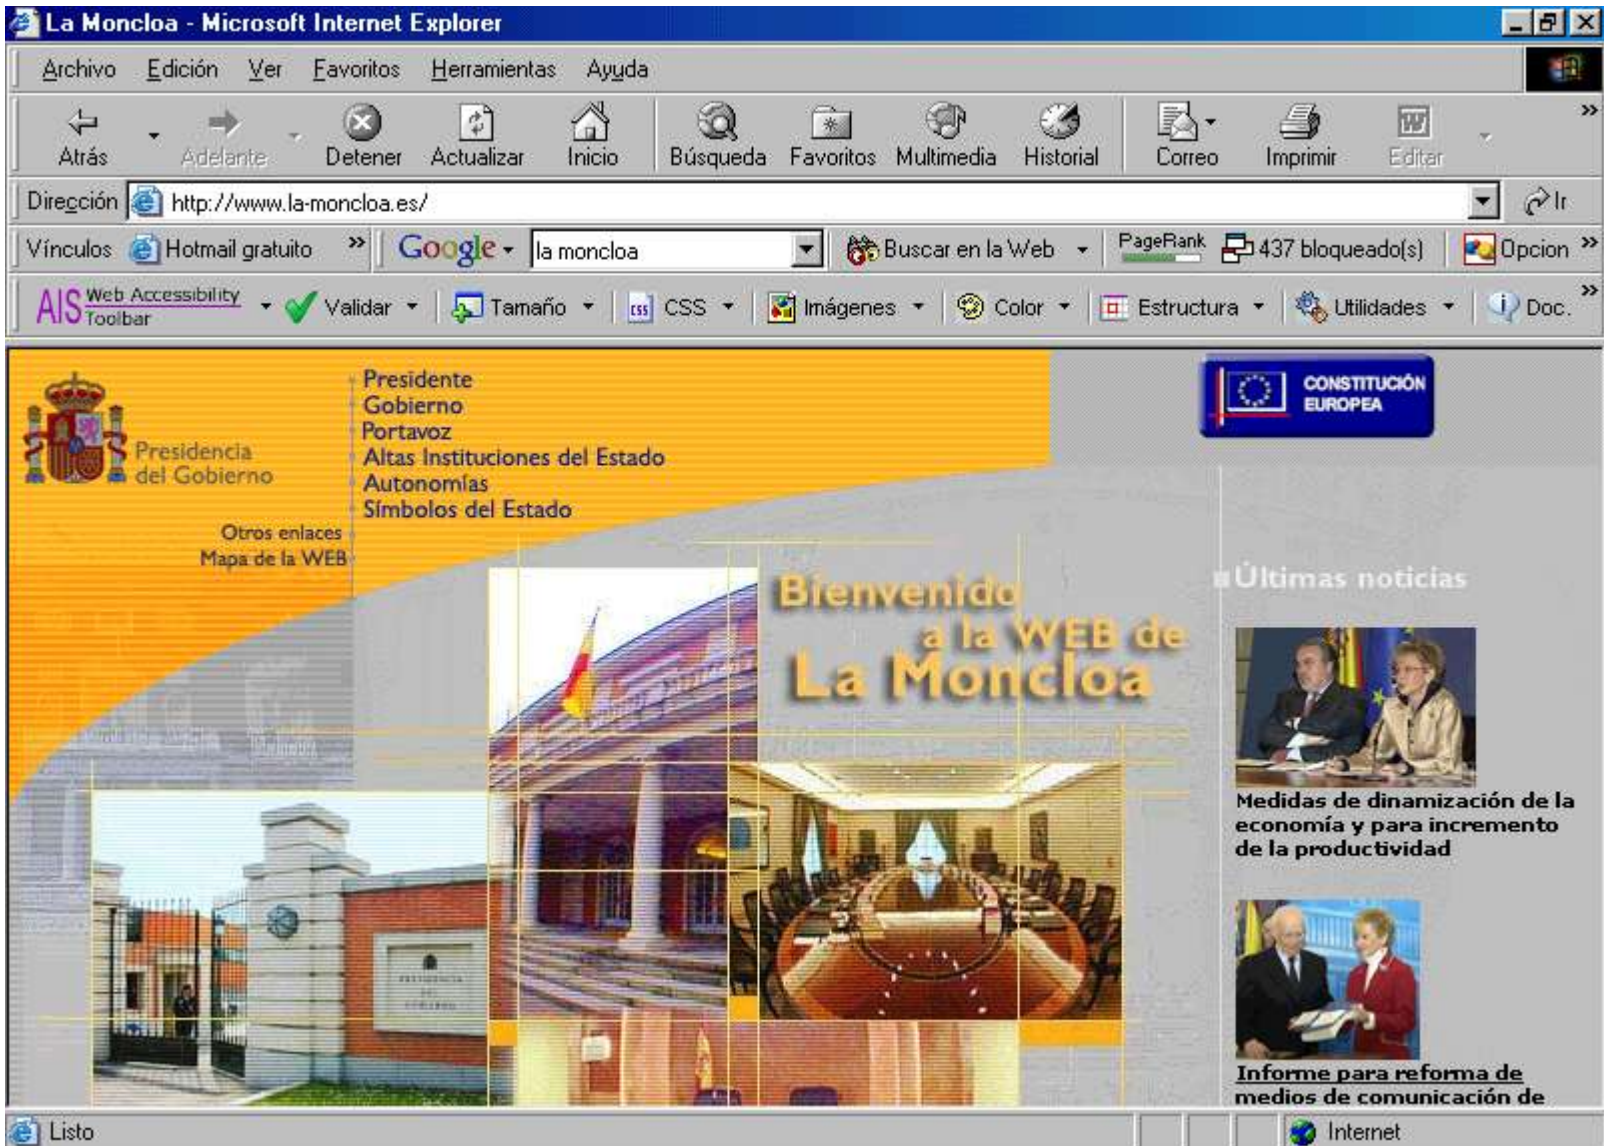 La Moncloa - Microsoft Internet Explorer
Archivo Edición Ver Favoritos Herramientas Ayuda
Atrás Adelante Detener Actualizar Inicio Búsqueda Favoritos Multimedia Historial Correo Imprimir Editar »
Dirección http://www.la-moncloa.es/ Ir
Vínculos Hotmail gratuito » Google la moncloa Buscar en la Web PageRank 437 bloqueado(s) Opcion »
AIS Web Accessibility Toolbar Validar Tamaño css CSS Imágenes Color Estructura Utilidades Doc. »
Presidencia
del Gobierno
Presidente
Gobierno
Portavoz
Altas Instituciones del Estado
Autonomías
Símbolos del Estado
Otros enlaces
Mapa de la WEB
CONSTITUCIÓN
EUROPEA
Bienvenido
a la WEB de
La Moncloa
PRESIDENCIA
DEL
GOBIERNO
Últimas noticias
Medidas de dinamización de la
economía y para incremento
de la productividad
Informe para reforma de
medios de comunicación de
Listo Internet